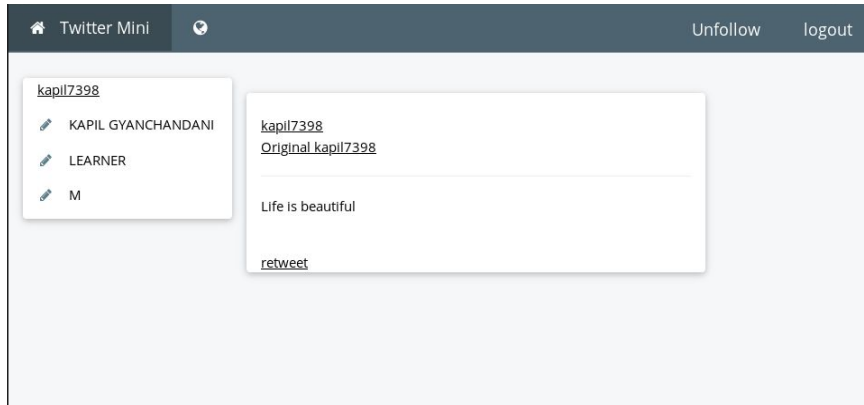 Twitter Mini
Unfollow logout
kapil7398
KAPIL GYANCHANDANI
LEARNER
M
kapil7398
Original kapil7398
Life is beautiful
retweet